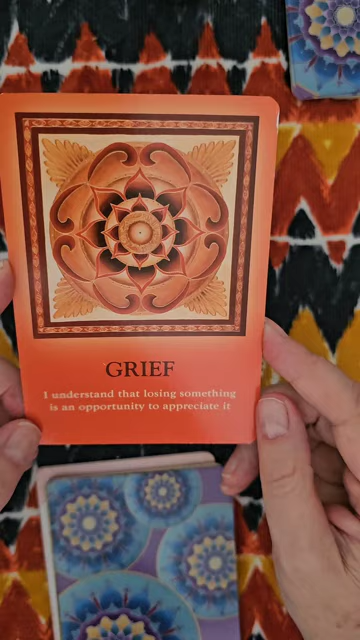 GRIEF
I understand that losing something
is an opportunity to appreciate it